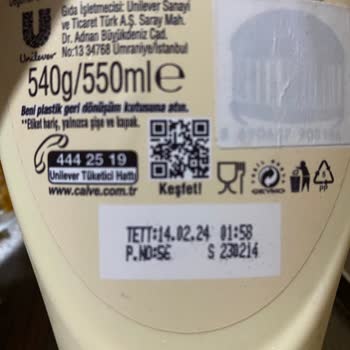 Gıda İşletmecisi: Unilever Sanayi
ve Ticaret Türk A.Ş. Saray Mah.
Dr. Adnan Büyükdeniz Cad.
No:13 34768 Ümraniye/İstanbul
Unilever
540g/550ml e
Beni plastik geri dönüşüm kutusuna atın.
**Etiket hariç, yalnızca şişe ve kapak.
444 25 19
Unilever Tüketici Hattı
www.calve.com.tr
Keşfet!
TETT:14.02.24 01:58
P.NO:SE S 230214